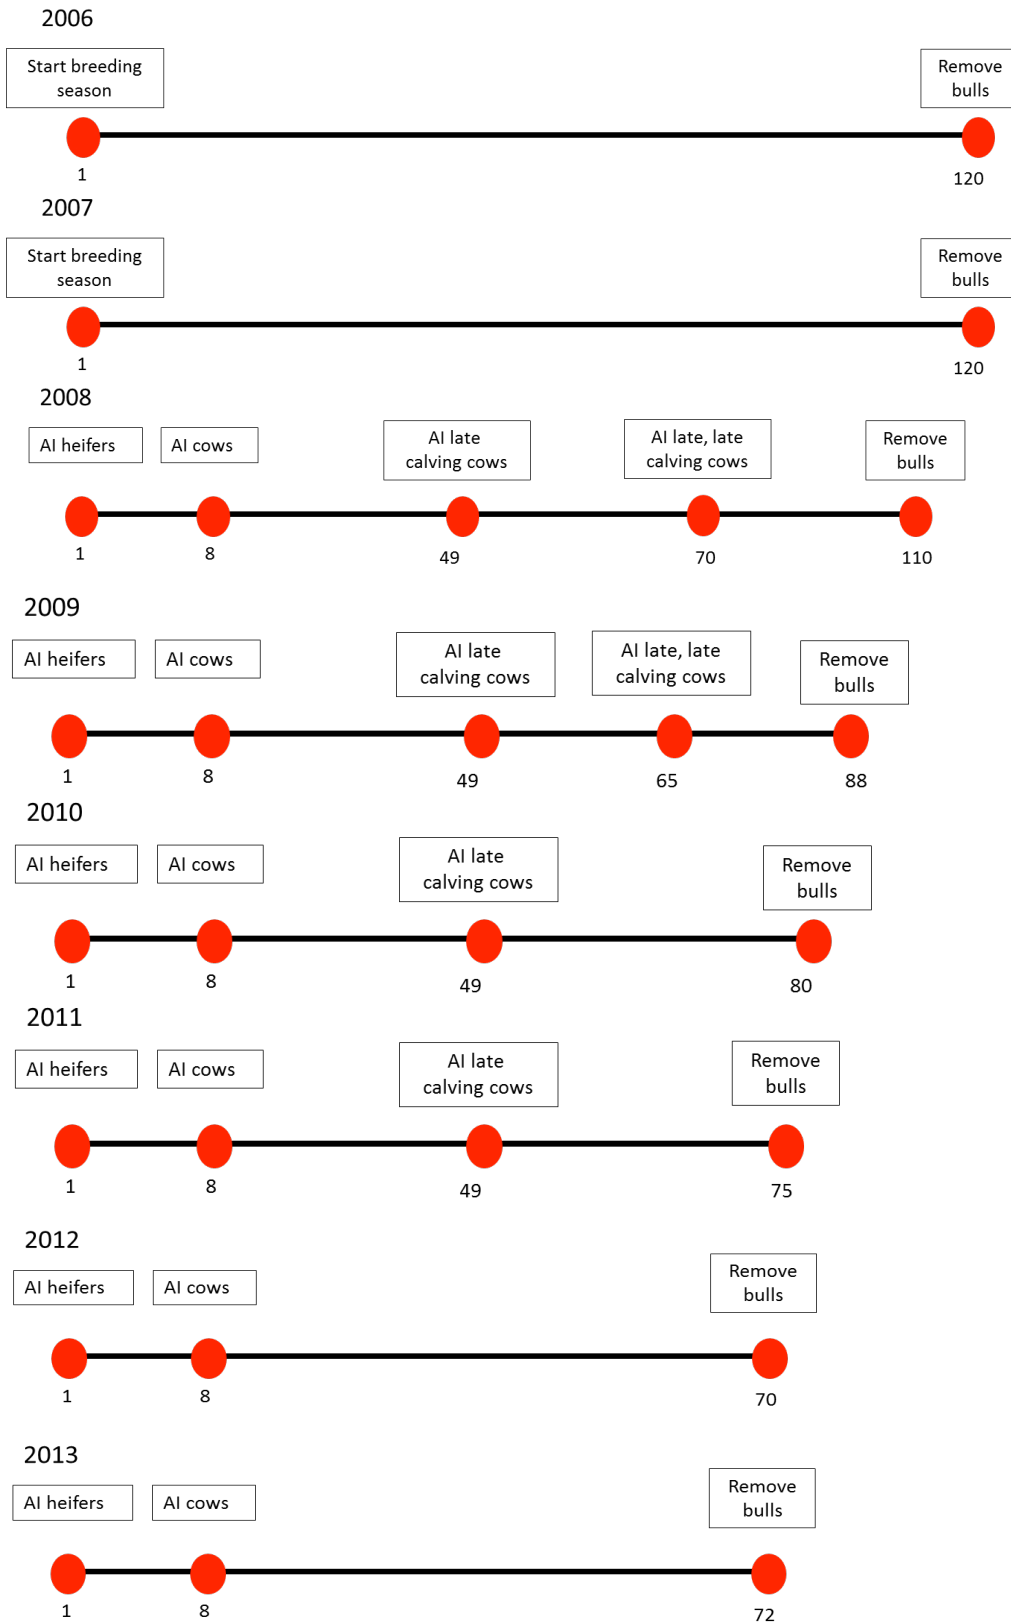 2006
Start breeding
season
Remove
bulls
1
120
2007
Start breeding
season
Remove
bulls
1
120
2008
AI heifers
AI cows
AI late
calving cows
AI late, late
calving cows
Remove
bulls
1
8
49
70
110
2009
AI heifers
AI cows
AI late
calving cows
AI late, late
calving cows
Remove
bulls
1
8
49
65
88
2010
AI heifers
AI cows
AI late
calving cows
Remove
bulls
1
8
49
80
2011
AI heifers
AI cows
AI late
calving cows
Remove
bulls
1
8
49
75
2012
AI heifers
AI cows
Remove
bulls
1
8
70
2013
AI heifers
AI cows
Remove
bulls
1
8
72